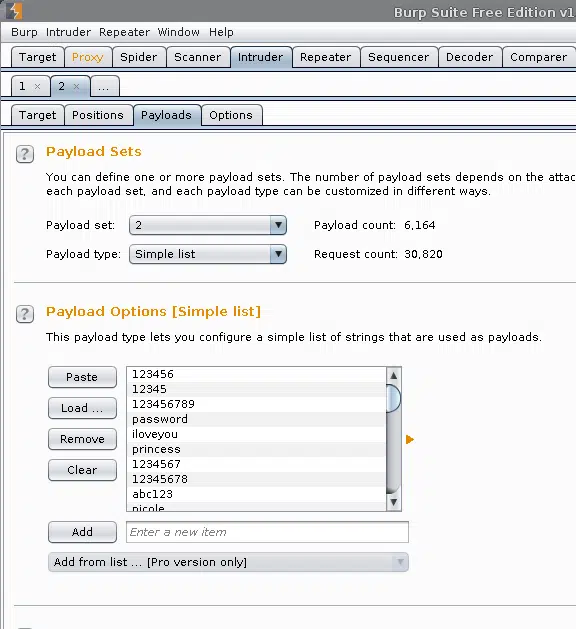 Burp Suite Free Edition v1
Burp Intruder Repeater Window Help
Target Proxy Spider Scanner Intruder Repeater Sequencer Decoder Comparer
1 × 2 × ...
Target Positions Payloads Options
? Payload Sets
You can define one or more payload sets. The number of payload sets depends on the attac
each payload set, and each payload type can be customized in different ways.
Payload set: 2 Payload count: 6,164
Payload type: Simple list Request count: 30,820
? Payload Options [Simple list]
This payload type lets you configure a simple list of strings that are used as payloads.
Paste
Load ...
Remove
Clear
123456
12345
123456789
password
iloveyou
princess
1234567
12345678
abc123
nicole
Add Enter a new item
Add from list ... [Pro version only]